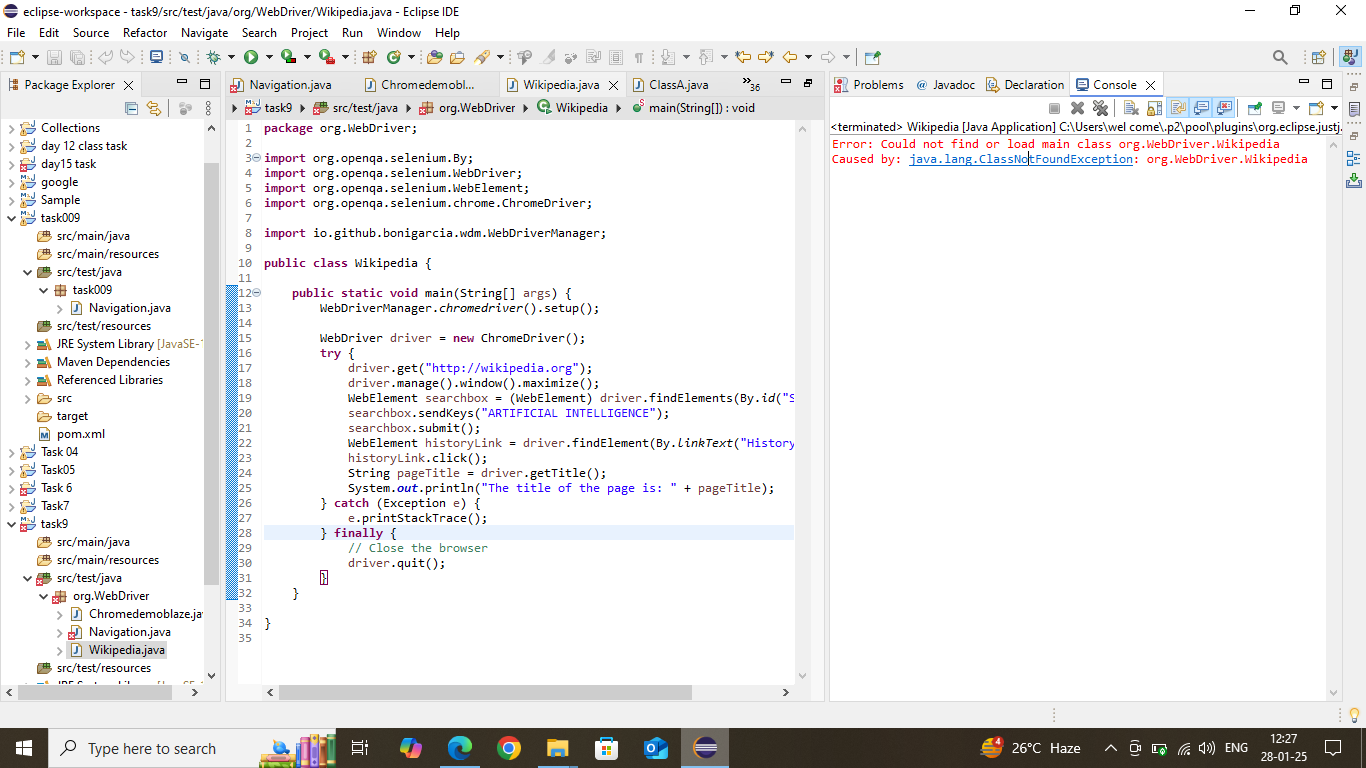 eclipse-workspace - task9/src/test/java/org/WebDriver/Wikipedia.java - Eclipse IDE
File Edit Source Refactor Navigate Search Project Run Window Help
Package Explorer
Collections
day 12 class task
day15 task
google
Sample
task009
src/main/java
src/main/resources
src/test/java
task009
Navigation.java
src/test/resources
JRE System Library [JavaSE-1
Maven Dependencies
Referenced Libraries
src
target
pom.xml
Task 04
Task05
Task 6
Task7
task9
src/main/java
src/main/resources
src/test/java
org.WebDriver
Chromedemoblaze.ja
Navigation.java
Wikipedia.java
src/test/resources
Navigation.java Chromedemobl... Wikipedia.java ClassA.java »36
task9 src/test/java org.WebDriver Wikipedia main(String[]) : void
1 package org.WebDriver;
2
3 import org.openqa.selenium.By;
4 import org.openqa.selenium.WebDriver;
5 import org.openqa.selenium.WebElement;
6 import org.openqa.selenium.chrome.ChromeDriver;
7
8 import io.github.bonigarcia.wdm.WebDriverManager;
9
10 public class Wikipedia {
11
12 public static void main(String[] args) {
13 WebDriverManager.chromedriver().setup();
14
15 WebDriver driver = new ChromeDriver();
16 try {
17 driver.get("http://wikipedia.org");
18 driver.manage().window().maximize();
19 WebElement searchbox = (WebElement) driver.findElements(By.id("S
20 searchbox.sendKeys("ARTIFICIAL INTELLIGENCE");
21 searchbox.submit();
22 WebElement historyLink = driver.findElement(By.linkText("History
23 historyLink.click();
24 String pageTitle = driver.getTitle();
25 System.out.println("The title of the page is: " + pageTitle);
26 } catch (Exception e) {
27 e.printStackTrace();
28 } finally {
29 // Close the browser
30 driver.quit();
31 }
32 }
33
34 }
35
Problems Javadoc Declaration Console
<terminated> Wikipedia [Java Application] C:\Users\wel come\.p2\pool\plugins\org.eclipse.justj.
Error: Could not find or load main class org.WebDriver.Wikipedia
Caused by: java.lang.ClassNotFoundException: org.WebDriver.Wikipedia
Type here to search
4
26°C Haze
ENG
12:27
28-01-25